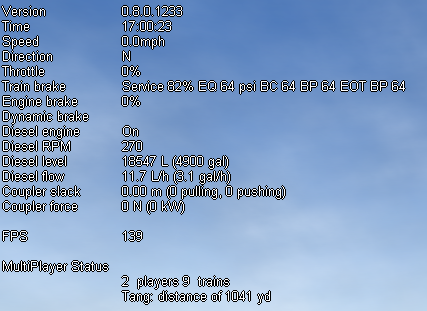 Version 0.8.0.1233
Time 17:00:23
Speed 0.0mph
Direction N
Throttle 0%
Train brake Service 82% EQ 64 psi BC 64 BP 64 EOT BP 64
Engine brake 0%
Dynamic brake
Diesel engine On
Diesel RPM 270
Diesel level 18547 L (4900 gal)
Diesel flow 11.7 L/h (3.1 gal/h)
Coupler slack 0.00 m (0 pulling, 0 pushing)
Coupler force 0 N (0 kW)
FPS 139
MultiPlayer Status
2 players 9 trains
Tang: distance of 1041 yd